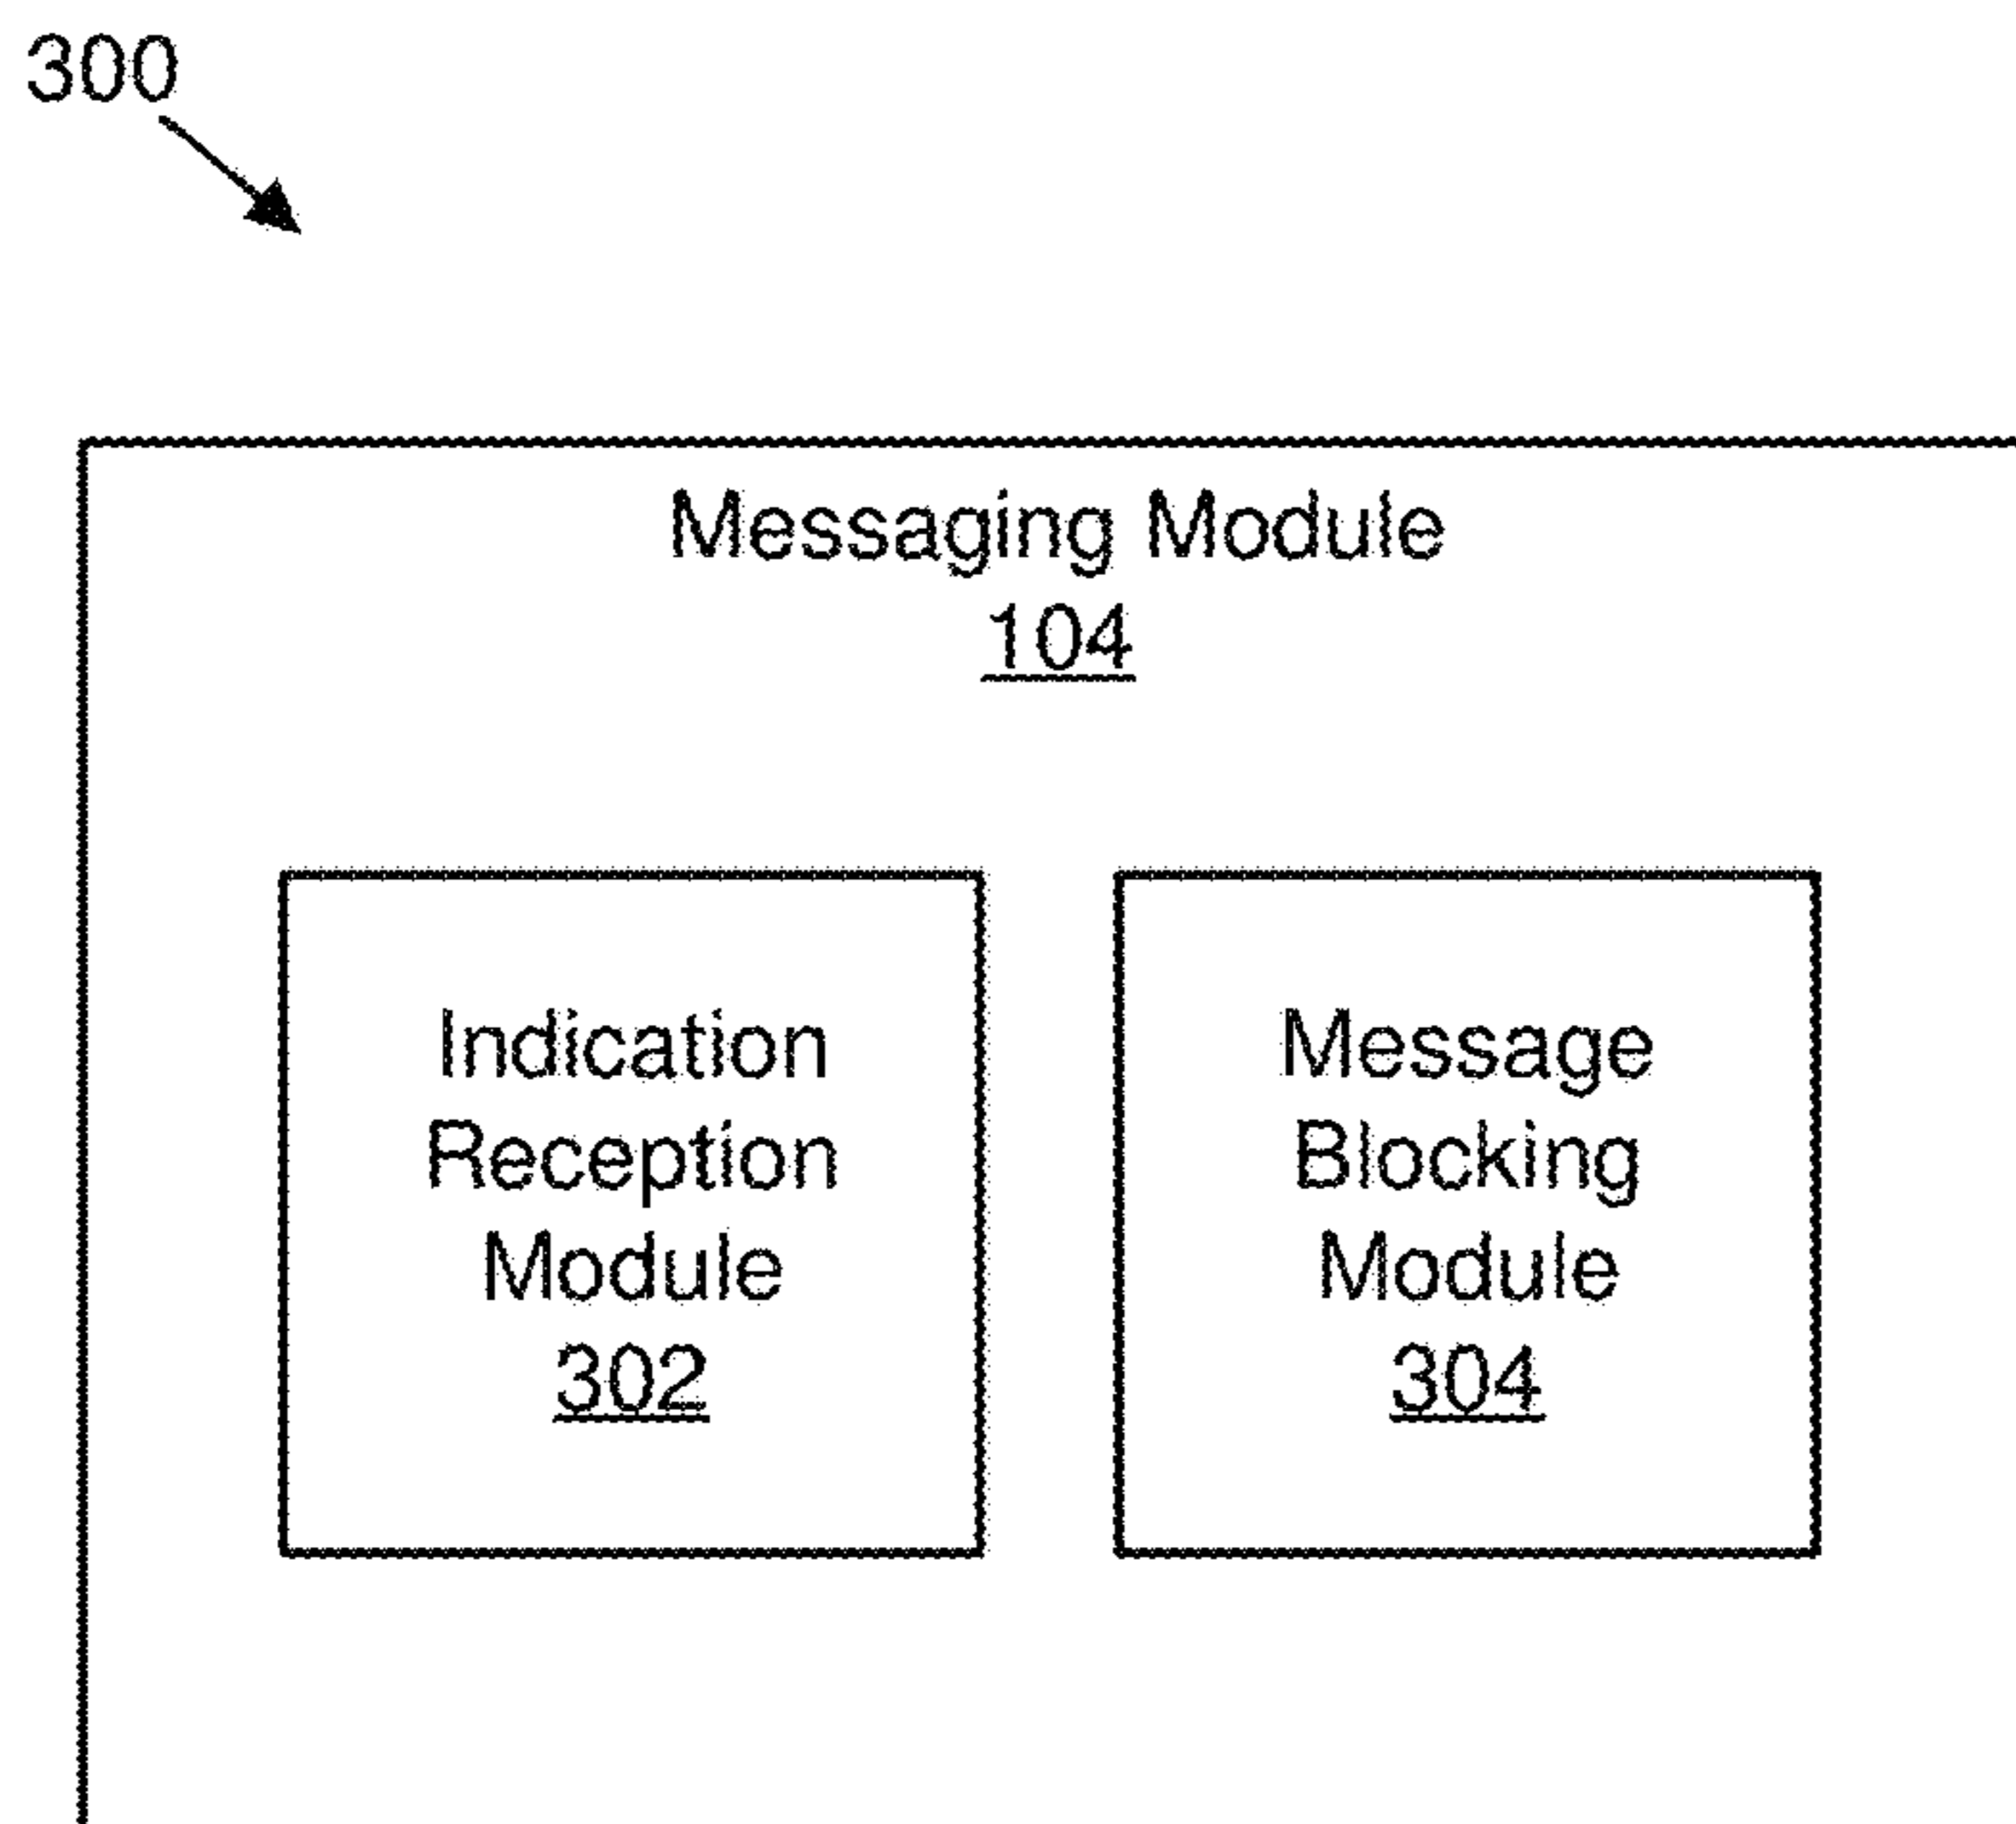 300
Messaging Module
104
Indication
Reception
Module
302
Message
Blocking
Module
304